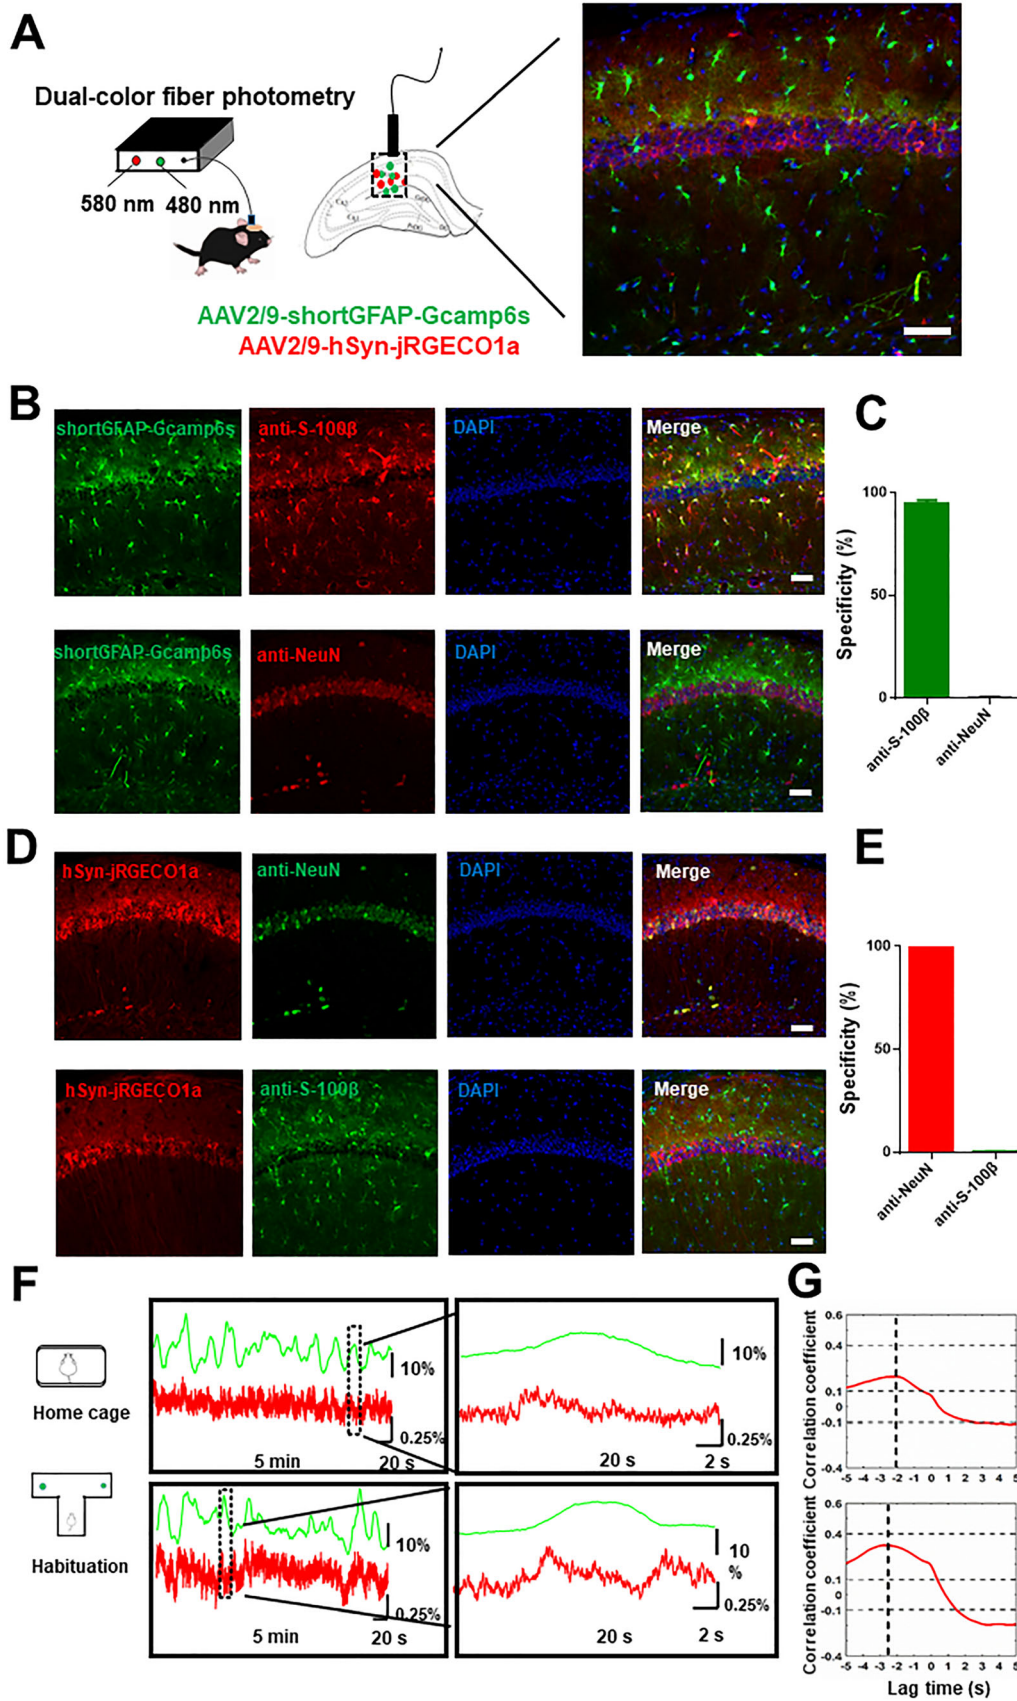 A
Dual-color fiber photometry
580 nm 480 nm
AAV2/9-shortGFAP-Gcamp6s
AAV2/9-hSyn-jRGECO1a
B
shortGFAP-Gcamp6s
anti-S-100β
DAPI
Merge
shortGFAP-Gcamp6s
anti-NeuN
DAPI
Merge
C
Specificity (%)
100
50
0
anti-S-100β
anti-NeuN
D
hSyn-jRGECO1a
anti-NeuN
DAPI
Merge
hSyn-jRGECO1a
anti-S-100β
DAPI
Merge
E
Specificity (%)
100
50
0
anti-NeuN
anti-S-100β
F
Home cage
10%
0.25%
5 min
20 s
10%
0.25%
20 s
2 s
Habituation
10%
0.25%
5 min
20 s
10
%
0.25%
20 s
2 s
G
Correlation coefficient
0.6
0.4
0.1
0
-0.1
-0.4
-5 -4 -3 -2 -1 0 1 2 3 4 5
Correlation coefficient
0.6
0.4
0.1
0
-0.1
-0.4
-5 -4 -3 -2 -1 0 1 2 3 4 5
Lag time (s)